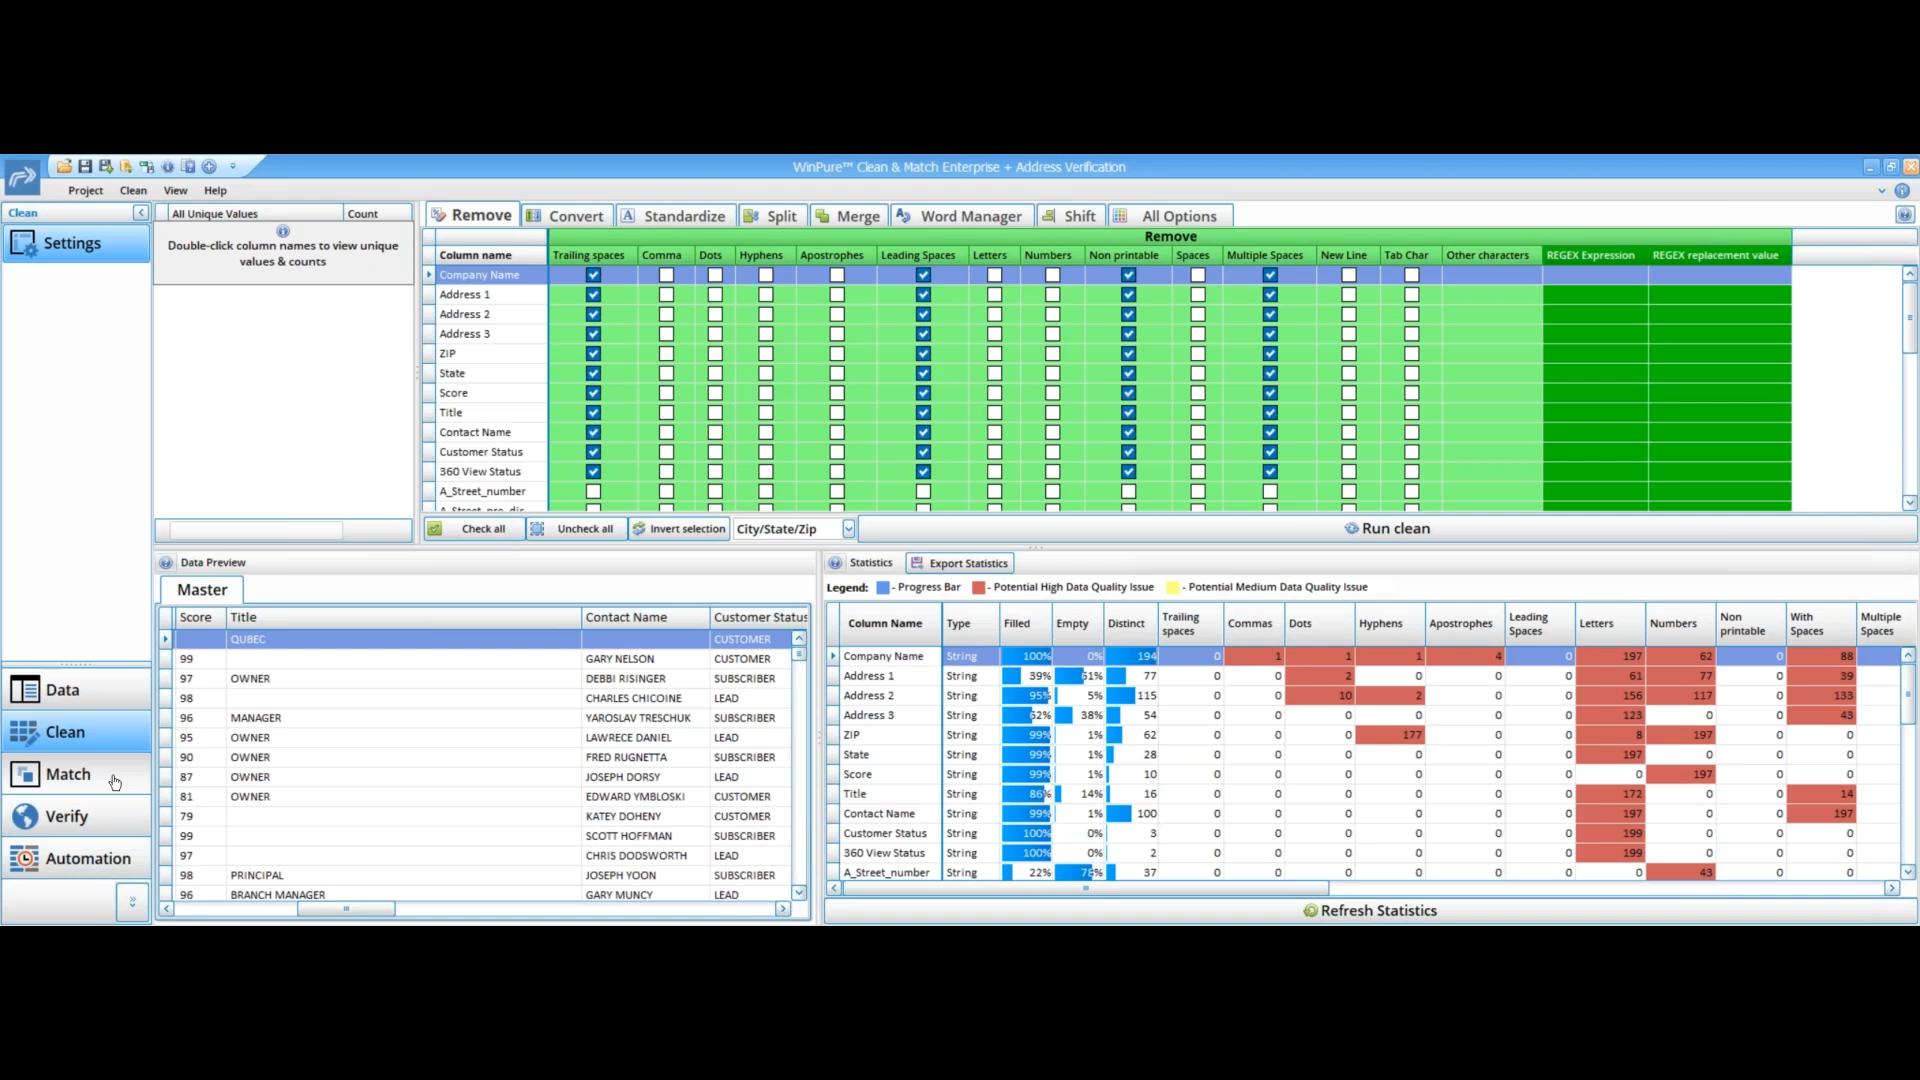 WinPure™ Clean & Match Enterprise + Address Verification
Project Clean View Help
Clean
Settings
All Unique Values Count
Double-click column names to view unique
values & counts
Remove Convert Standardize Split Merge Word Manager Shift All Options
Remove
Column name Trailing spaces Comma Dots Hyphens Apostrophes Leading Spaces Letters Numbers Non printable Spaces Multiple Spaces New Line Tab Char Other characters REGEX Expression REGEX replacement value
Company Name
Address 1
Address 2
Address 3
ZIP
State
Score
Title
Contact Name
Customer Status
360 View Status
A_Street_number
Check all Uncheck all Invert selection City/State/Zip Run clean
Data
Clean
Match
Verify
Automation
Data Preview
Master
Score Title Contact Name Customer Status
QUBEC CUSTOMER
99 GARY NELSON CUSTOMER
97 OWNER DEBBI RISINGER SUBSCRIBER
98 CHARLES CHICOINE LEAD
96 MANAGER YAROSLAV TRESCHUK SUBSCRIBER
95 OWNER LAWRECE DANIEL LEAD
90 OWNER FRED RUGNETTA SUBSCRIBER
87 OWNER JOSEPH DORSY LEAD
81 OWNER EDWARD YMBLOSKI CUSTOMER
79 KATEY DOHENY CUSTOMER
99 SCOTT HOFFMAN SUBSCRIBER
97 CHRIS DODSWORTH LEAD
98 PRINCIPAL JOSEPH YOON SUBSCRIBER
96 BRANCH MANAGER GARY MUNCY LEAD
Statistics Export Statistics
Legend: - Progress Bar - Potential High Data Quality Issue - Potential Medium Data Quality Issue
Column Name Type Filled Empty Distinct Trailing spaces Commas Dots Hyphens Apostrophes Leading Spaces Letters Numbers Non printable With Spaces Multiple Spaces
Company Name String 100% 0% 194 0 1 1 1 4 0 197 62 0 88
Address 1 String 39% 61% 77 0 0 2 0 0 0 61 77 0 39
Address 2 String 95% 5% 115 0 0 10 2 0 0 156 117 0 133
Address 3 String 62% 38% 54 0 0 0 0 0 0 123 0 0 43
ZIP String 99% 1% 62 0 0 0 177 0 0 8 197 0 0
State String 99% 1% 28 0 0 0 0 0 0 197 0 0 0
Score String 99% 1% 10 0 0 0 0 0 0 0 197 0 0
Title String 86% 14% 16 0 0 0 0 0 0 172 0 0 14
Contact Name String 99% 1% 100 0 0 0 0 0 0 197 0 0 197
Customer Status String 100% 0% 3 0 0 0 0 0 0 199 0 0 0
360 View Status String 100% 0% 2 0 0 0 0 0 0 199 0 0 0
A_Street_number String 22% 78% 37 0 0 0 0 0 0 0 43 0 0
Refresh Statistics